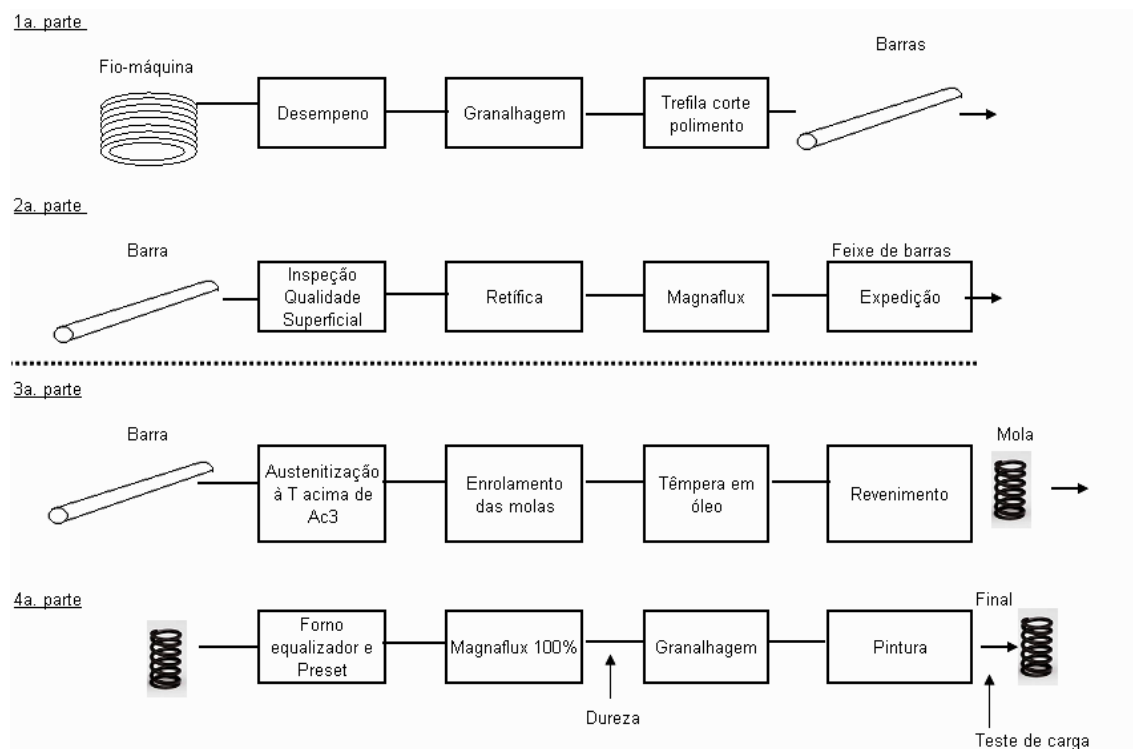 1a. parte
Fio-máquina
Desempeno
Granalhagem
Trefila corte
polimento
Barras
2a. parte
Barra
Inspeção
Qualidade
Superficial
Retífica
Magnaflux
Feixe de barras
Expedição
3a. parte
Barra
Austenitização
à T acima de
Ac3
Enrolamento
das molas
Têmpera em
óleo
Revenimento
Mola
4a. parte
Forno
equalizador e
Preset
Magnaflux 100%
Dureza
Granalhagem
Pintura
Final
Teste de carga